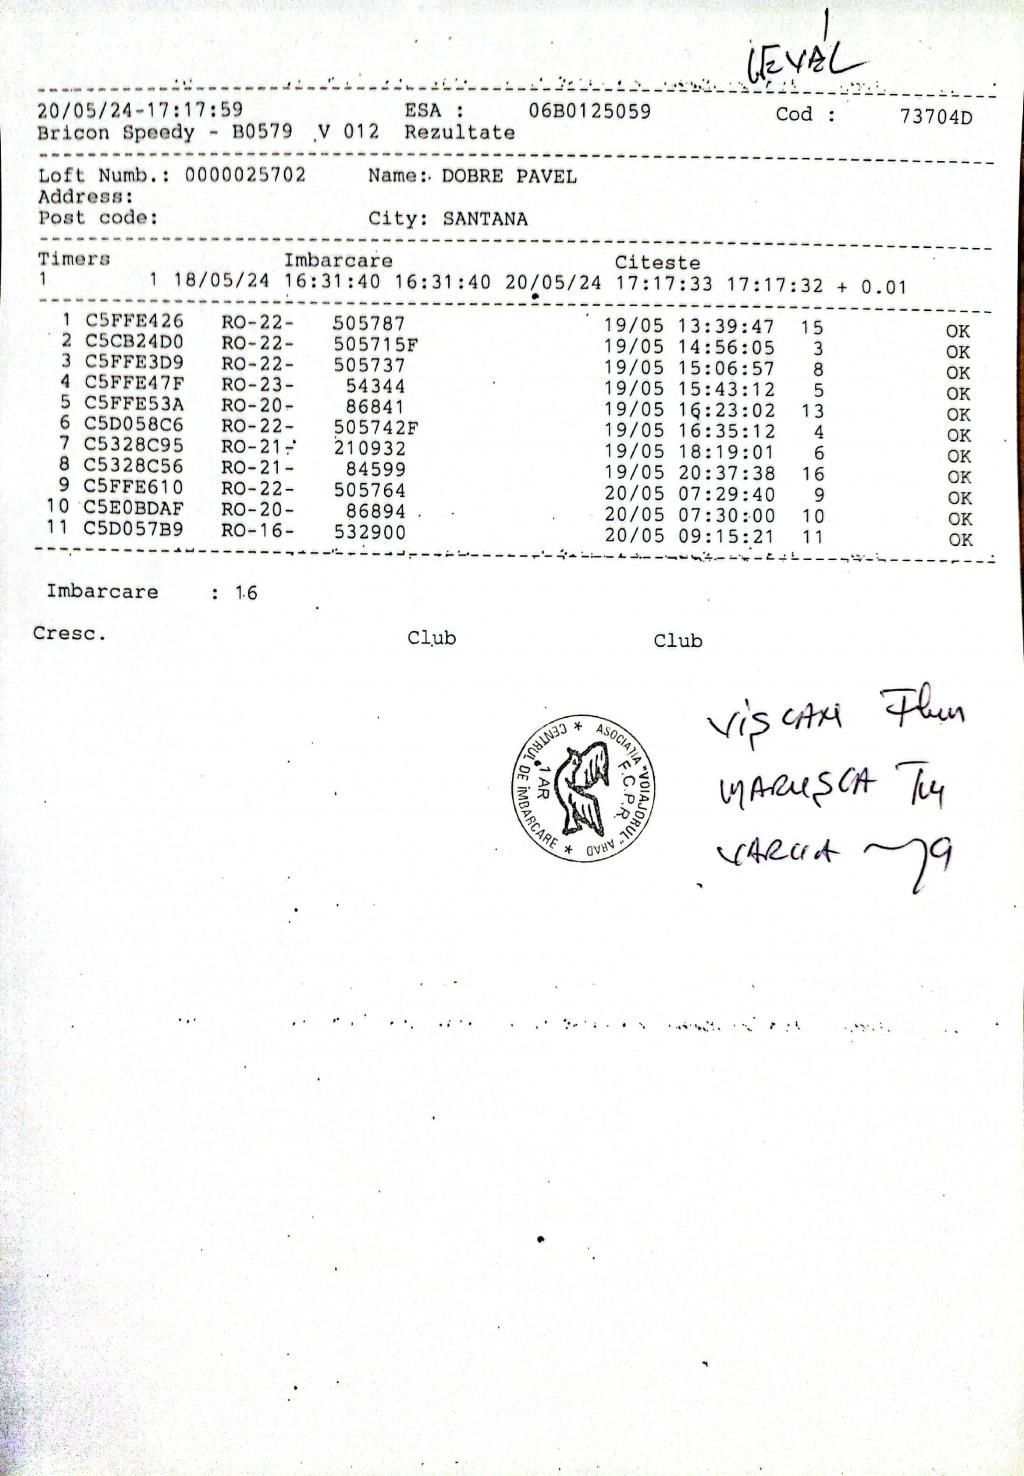 LEVÁL
20/05/24-17:17:59 ESA : 06B0125059 Cod : 73704D
Bricon Speedy - B0579 V 012 Rezultate
Loft Numb.: 0000025702 Name: DOBRE PAVEL
Address:
Post code: City: SANTANA
Timers Imbarcare Citeste
1 1 18/05/24 16:31:40 16:31:40 20/05/24 17:17:33 17:17:32 + 0.01
1 C5FFE426 RO-22- 505787 19/05 13:39:47 15 OK
2 C5CB24D0 RO-22- 505715F 19/05 14:56:05 3 OK
3 C5FFE3D9 RO-22- 505737 19/05 15:06:57 8 OK
4 C5FFE47F RO-23- 54344 19/05 15:43:12 5 OK
5 C5FFE53A RO-20- 86841 19/05 16:23:02 13 OK
6 C5D058C6 RO-22- 505742F 19/05 16:35:12 4 OK
7 C5328C95 RO-21- 210932 19/05 18:19:01 6 OK
8 C5328C56 RO-21- 84599 19/05 20:37:38 16 OK
9 C5FFE610 RO-22- 505764 20/05 07:29:40 9 OK
10 C5E0BDAF RO-20- 86894 20/05 07:30:00 10 OK
11 C5D057B9 RO-16- 532900 20/05 09:15:21 11 OK
Imbarcare : 16
Cresc. Club Club
ASOCIAȚIA "VOIAJORUL" ARAD * CENTRUL DE ÎMBARCARE *
F.C.P.R.
1 AR
MARUȘCA
VARGA